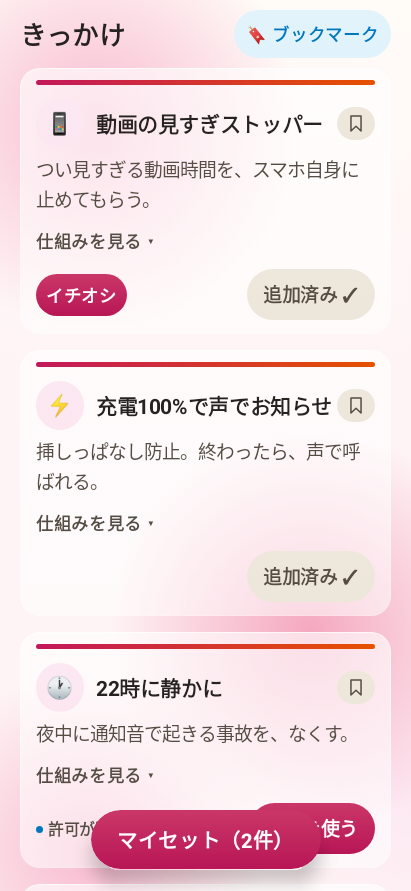 きっかけ
ブックマーク
動画の見すぎストッパー
つい見すぎる動画時間を、スマホ自身に
止めてもらう。
仕組みを見る ▾
イチオシ
追加済み✓
充電100%で声でお知らせ
挿しっぱなし防止。終わったら、声で呼
ばれる。
仕組みを見る ▾
追加済み✓
22時に静かに
夜中に通知音で起きる事故を、なくす。
仕組みを見る ▾
許可が
使う
マイセット（2件）